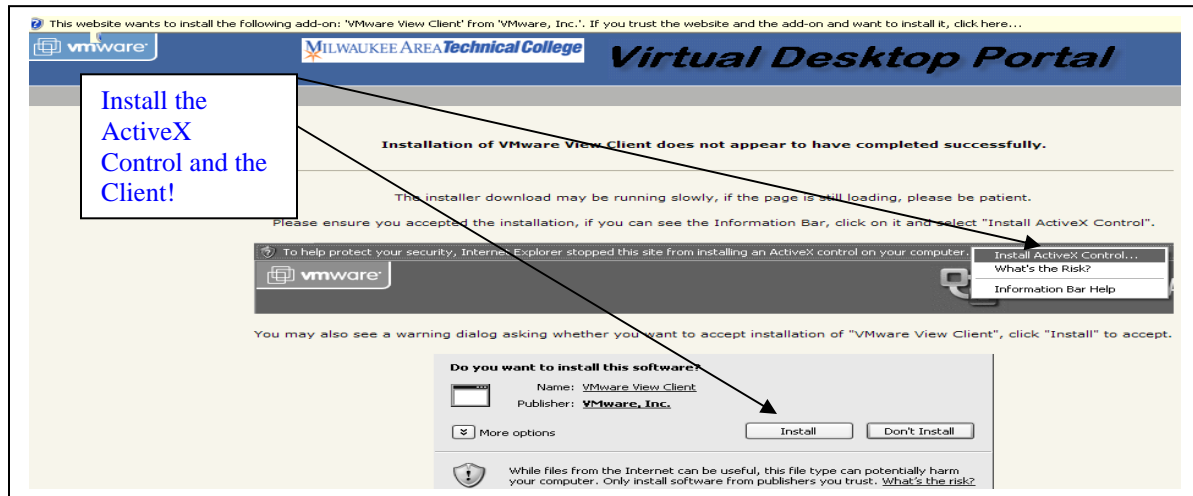 This website wants to install the following add-on: 'VMware View Client' from 'VMware, Inc.'. If you trust the website and the add-on and want to install it, click here...
vmware
MILWAUKEE AREA Technical College
Virtual Desktop Portal
Install the
ActiveX
Control and the
Client!
Installation of VMware View Client does not appear to have completed successfully.
The installer download may be running slowly, if the page is still loading, please be patient.
Please ensure you accepted the installation, if you can see the Information Bar, click on it and select "Install ActiveX Control".
To help protect your security, Internet Explorer stopped this site from installing an ActiveX control on your computer.
Install ActiveX Control...
What's the Risk?
Information Bar Help
vmware
You may also see a warning dialog asking whether you want to accept installation of "VMware View Client", click "Install" to accept.
Do you want to install this software?
Name: VMware View Client
Publisher: VMware, Inc.
More options
Install
Don't Install
While files from the Internet can be useful, this file type can potentially harm
your computer. Only install software from publishers you trust. What's the risk?